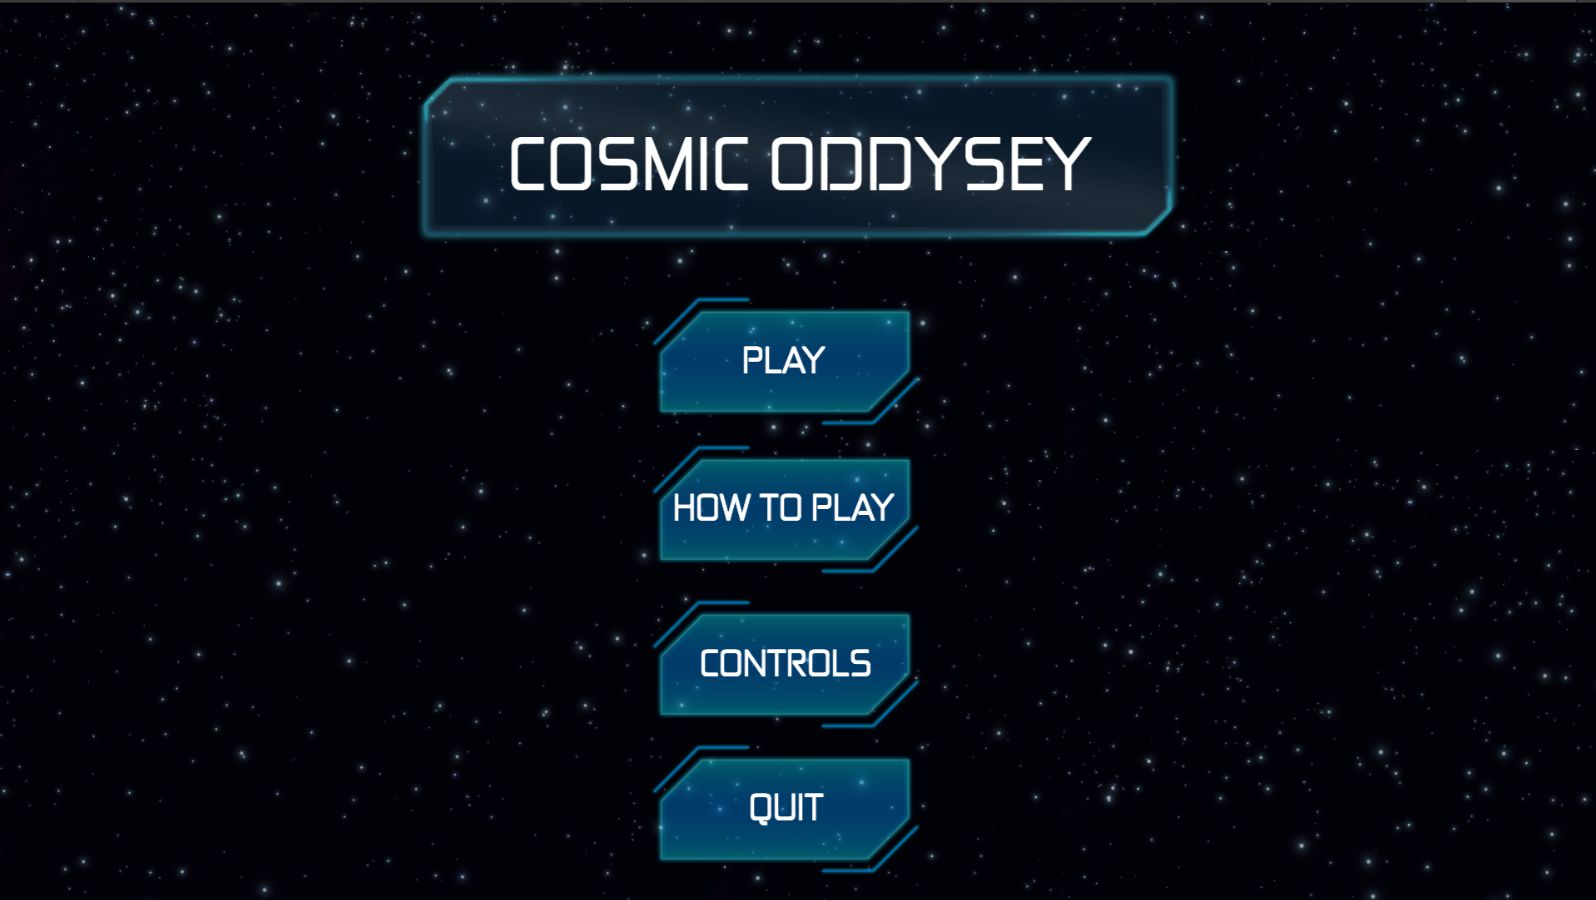 COSMIC ODDYSEY
PLAY
HOW TO PLAY
CONTROLS
QUIT